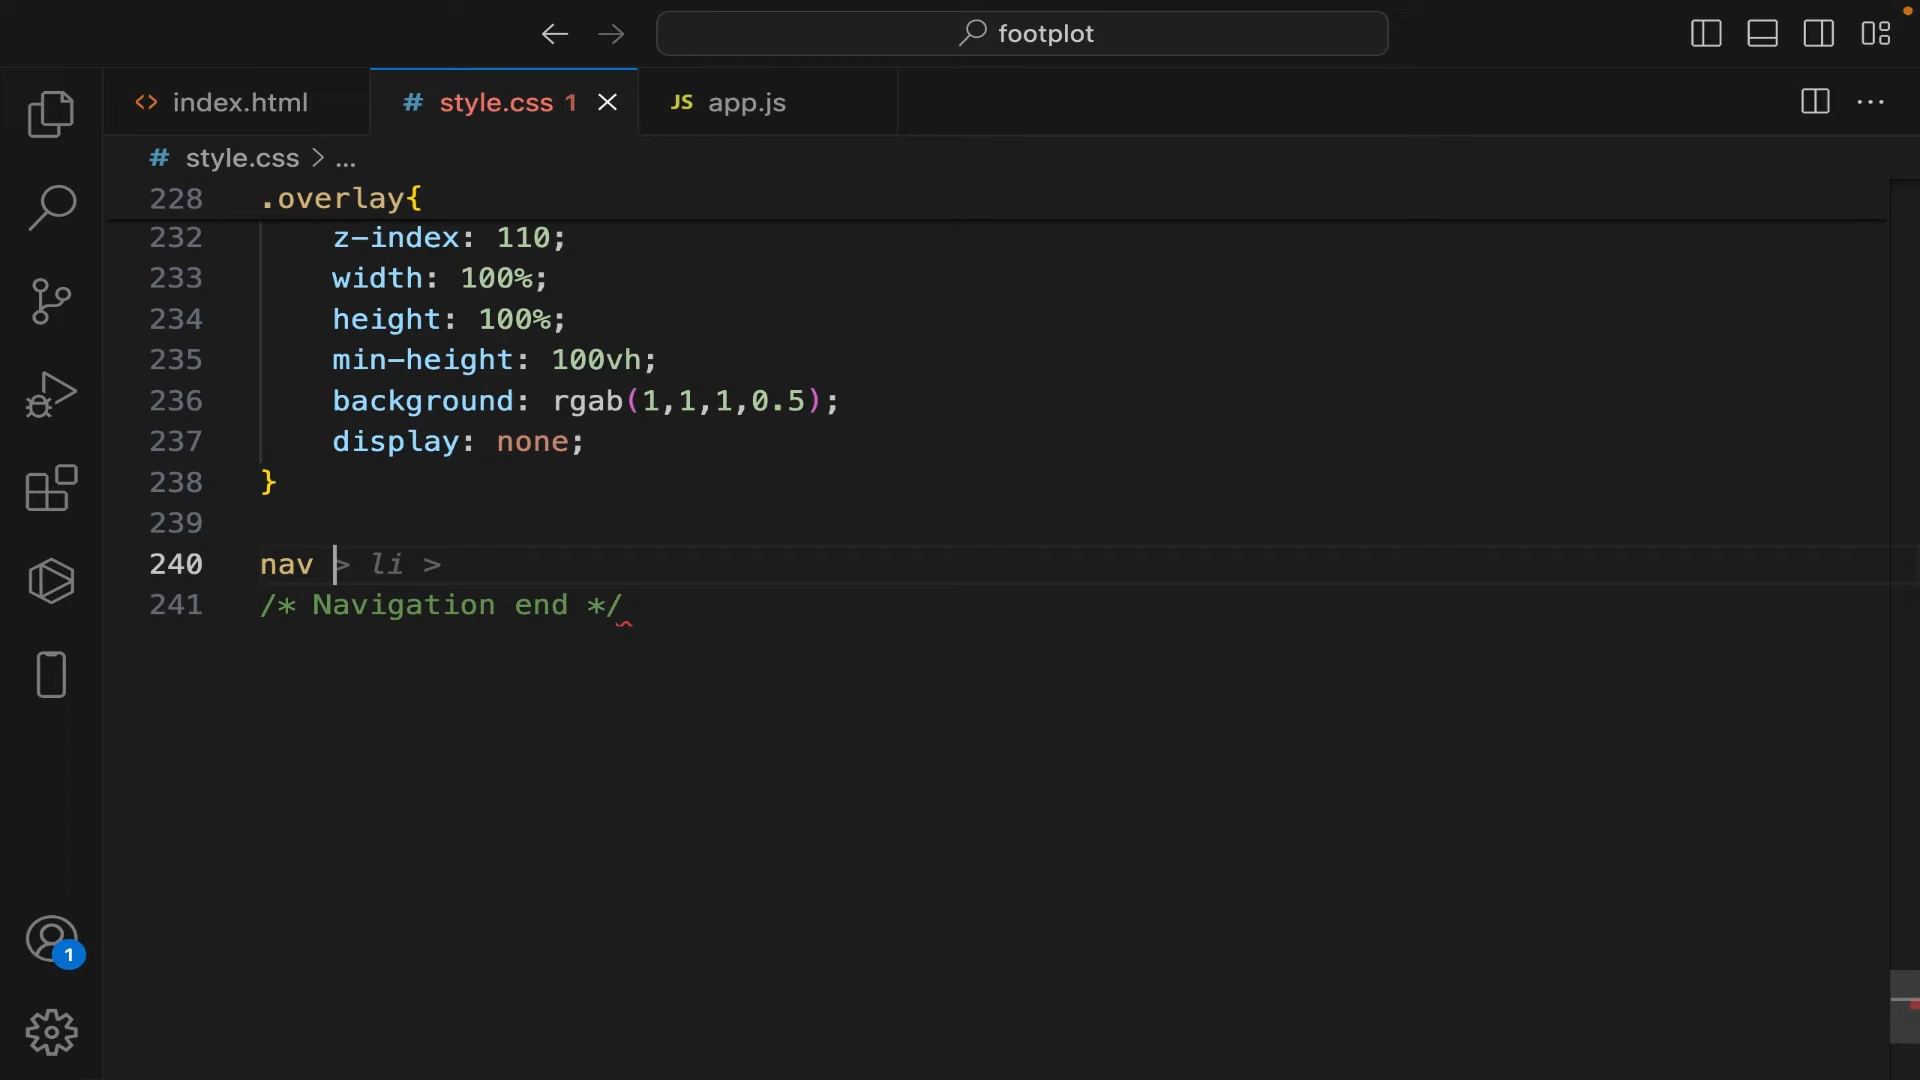 footplot
index.html
style.css 1
JS app.js
# style.css > ...
228 .overlay{
232 z-index: 110;
233 width: 100%;
234 height: 100%;
235 min-height: 100vh;
236 background: rgab(1,1,1,0.5);
237 display: none;
238 }
239
240 nav > li >
241 /* Navigation end */
1